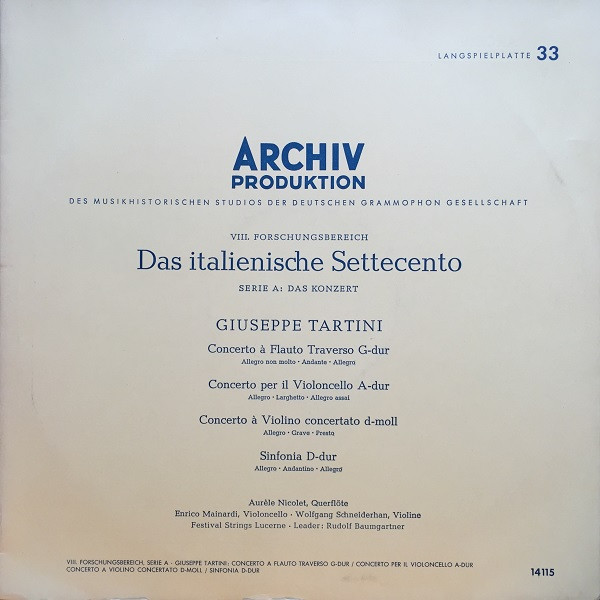 LANGSPIELPLATTE 33
ARCHIV
PRODUKTION
DES MUSIKHISTORISCHEN STUDIOS DER DEUTSCHEN GRAMMOPHON GESELLSCHAFT
VIII. FORSCHUNGSBEREICH
Das italienische Settecento
SERIE A: DAS KONZERT
GIUSEPPE TARTINI
Concerto à Flauto Traverso G-dur
Allegro non molto · Andante · Allegro
Concerto per il Violoncello A-dur
Allegro · Larghetto · Allegro assai
Concerto à Violino concertato d-moll
Allegro · Grave · Presto
Sinfonia D-dur
Allegro · Andantino · Allegro
Aurèle Nicolet, Querflöte
Enrico Mainardi, Violoncello · Wolfgang Schneiderhan, Violine
Festival Strings Lucerne · Leader: Rudolf Baumgartner
VIII. FORSCHUNGSBEREICH, SERIE A · GIUSEPPE TARTINI: CONCERTO A FLAUTO TRAVERSO G-DUR / CONCERTO PER IL VIOLONCELLO A-DUR
CONCERTO A VIOLINO CONCERTATO D-MOLL / SINFONIA D-DUR
14115